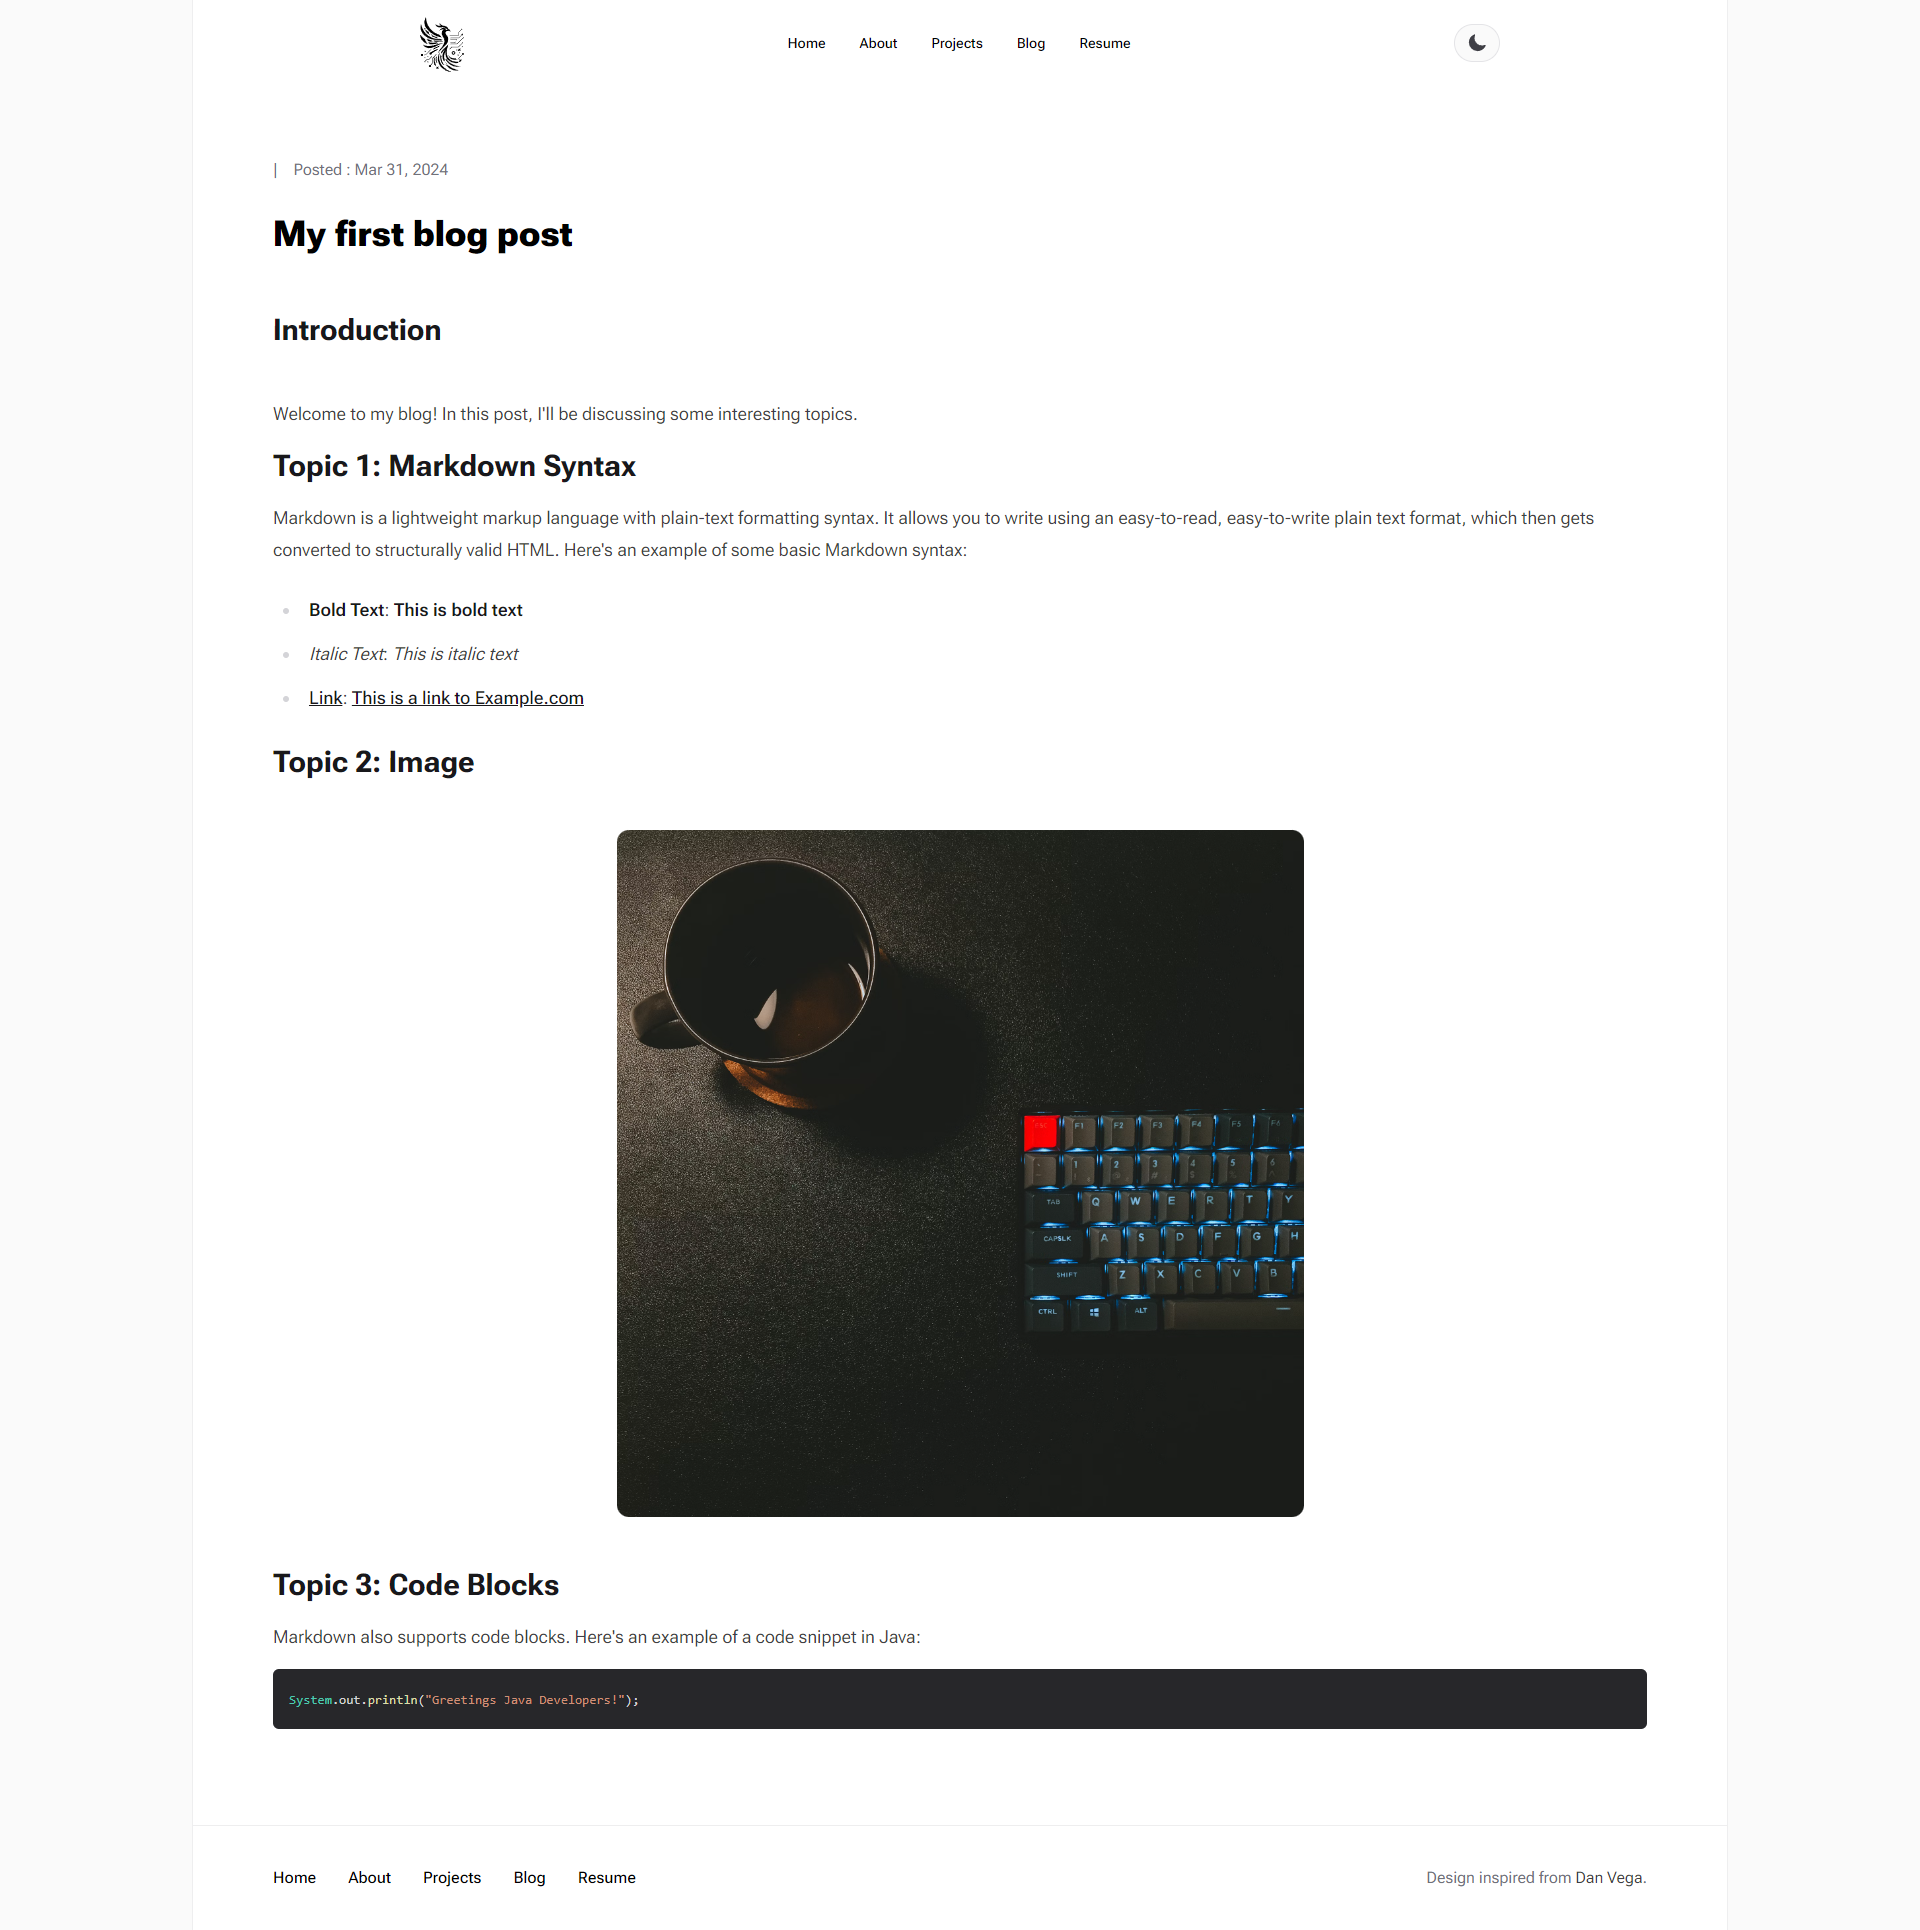 Home About Projects Blog Resume
| Posted : Mar 31, 2024
My first blog post
Introduction
Welcome to my blog! In this post, I'll be discussing some interesting topics.
Topic 1: Markdown Syntax
Markdown is a lightweight markup language with plain-text formatting syntax. It allows you to write using an easy-to-read, easy-to-write plain text format, which then gets
converted to structurally valid HTML. Here's an example of some basic Markdown syntax:
Bold Text: This is bold text
Italic Text: This is italic text
Link: This is a link to Example.com
Topic 2: Image
ESC F1 F2 F3 F4 F5 F6
1 2 3 4 5 6
TAB Q W E R T Y
CAPSLK A S D F G H
SHIFT Z X C V B
CTRL ALT
Topic 3: Code Blocks
Markdown also supports code blocks. Here's an example of a code snippet in Java:
System.out.println("Greetings Java Developers!");
Home About Projects Blog Resume
Design inspired from Dan Vega.